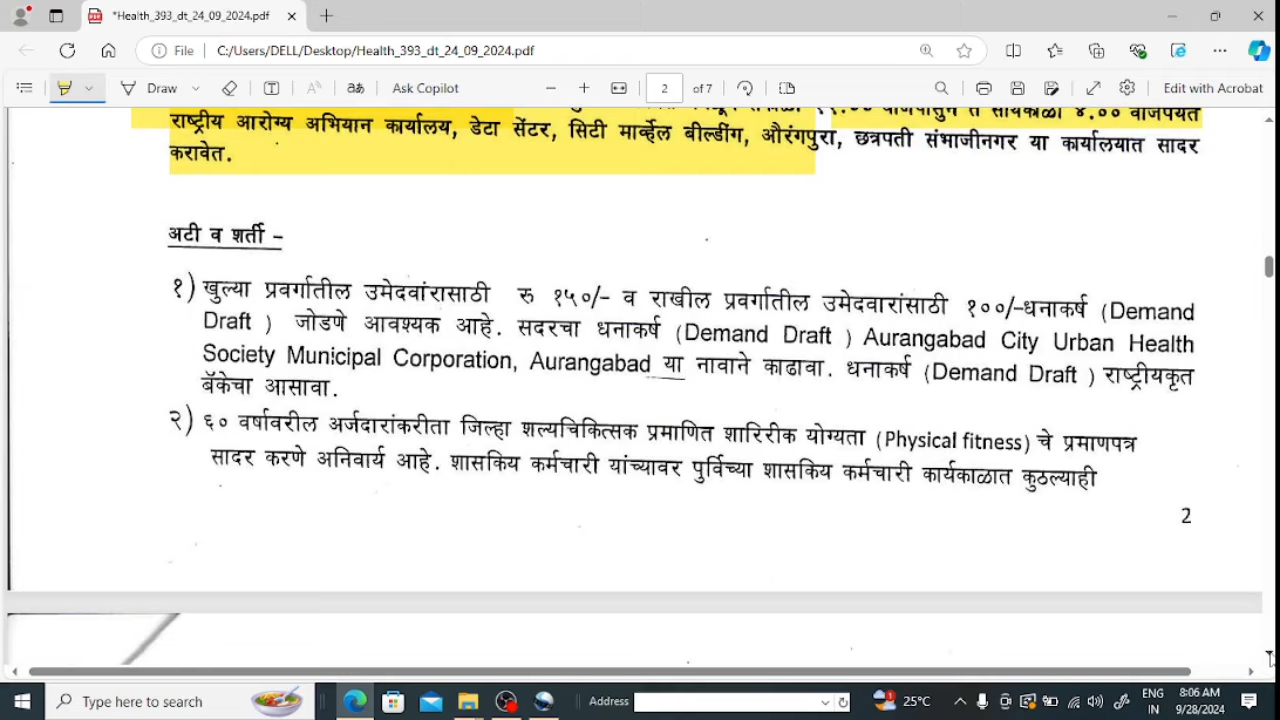 *Health_393_dt_24_09_2024.pdf
File C:/Users/DELL/Desktop/Health_393_dt_24_09_2024.pdf
Draw Ask Copilot 2 of 7 Edit with Acrobat
वाजेपासुन ते सायंकाळी ४.०० वाजेपर्यंत
राष्ट्रीय आरोग्य अभियान कार्यालय, डेटा सेंटर, सिटी मार्व्हेल बील्डींग, औरंगपुरा, छत्रपती संभाजीनगर या कार्यालयात सादर
करावेत.
अटी व शर्ती -
१) खुल्या प्रवर्गातील उमेदवांरासाठी रु १५०/- व राखील प्रवर्गातील उमेदवारांसाठी १००/-धनाकर्ष (Demand
Draft ) जोडणे आवश्यक आहे. सदरचा धनाकर्ष (Demand Draft ) Aurangabad City Urban Health
Society Municipal Corporation, Aurangabad या नावाने काढावा. धनाकर्ष (Demand Draft ) राष्ट्रीयकृत
बॅकेचा आसावा.
२) ६० वर्षावरील अर्जदारांकरीता जिल्हा शल्यचिकित्सक प्रमाणित शारिरीक योग्यता (Physical fitness) चे प्रमाणपत्र
सादर करणे अनिवार्य आहे. शासकिय कर्मचारी यांच्यावर पुर्विच्या शासकिय कर्मचारी कार्यकाळात कुठल्याही
2
Type here to search Address 25°C ENG 8:06 AM
IN 9/28/2024